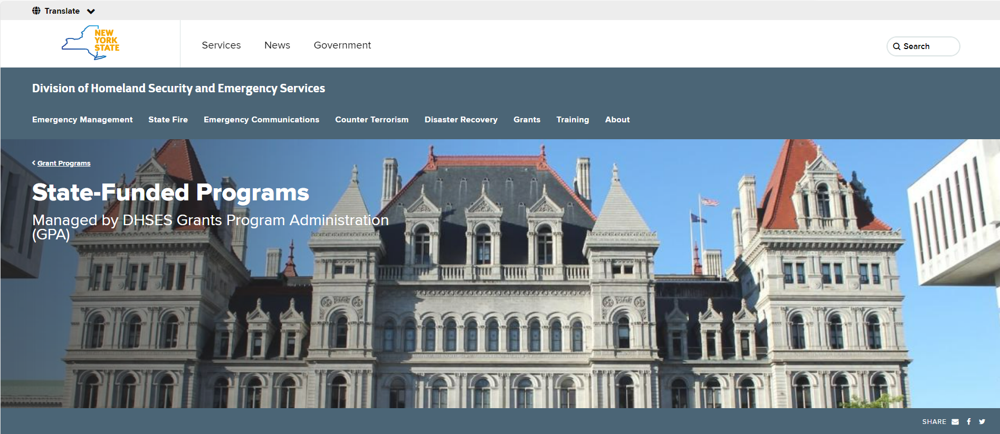 Translate
NEW
YORK
STATE
Services News Government
Search
Division of Homeland Security and Emergency Services
Emergency Management State Fire Emergency Communications Counter Terrorism Disaster Recovery Grants Training About
Grant Programs
State-Funded Programs
Managed by DHSES Grants Program Administration
(GPA)
SHARE